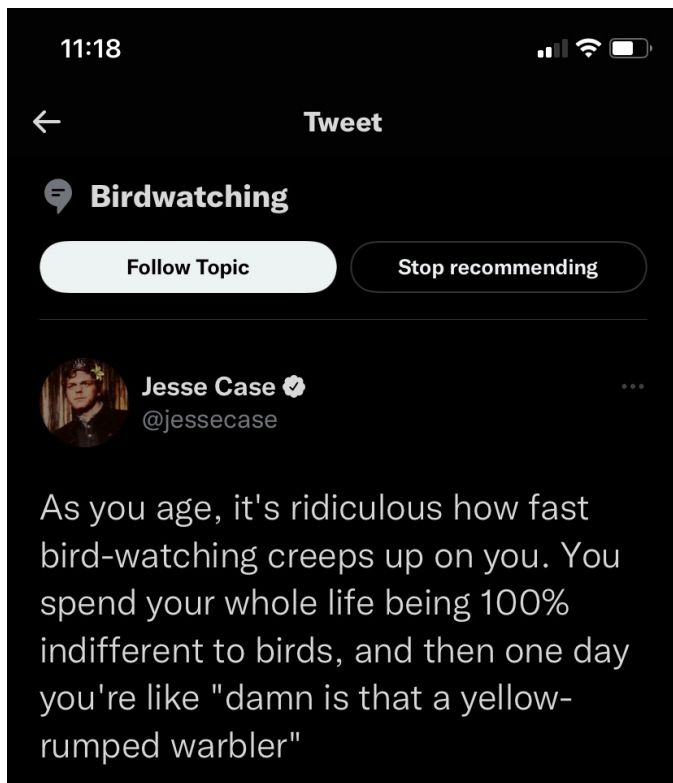 11:18
Tweet
Birdwatching
Follow Topic
Stop recommending
Jesse Case
@jessecase
As you age, it's ridiculous how fast
bird-watching creeps up on you. You
spend your whole life being 100%
indifferent to birds, and then one day
you're like "damn is that a yellow-
rumped warbler"